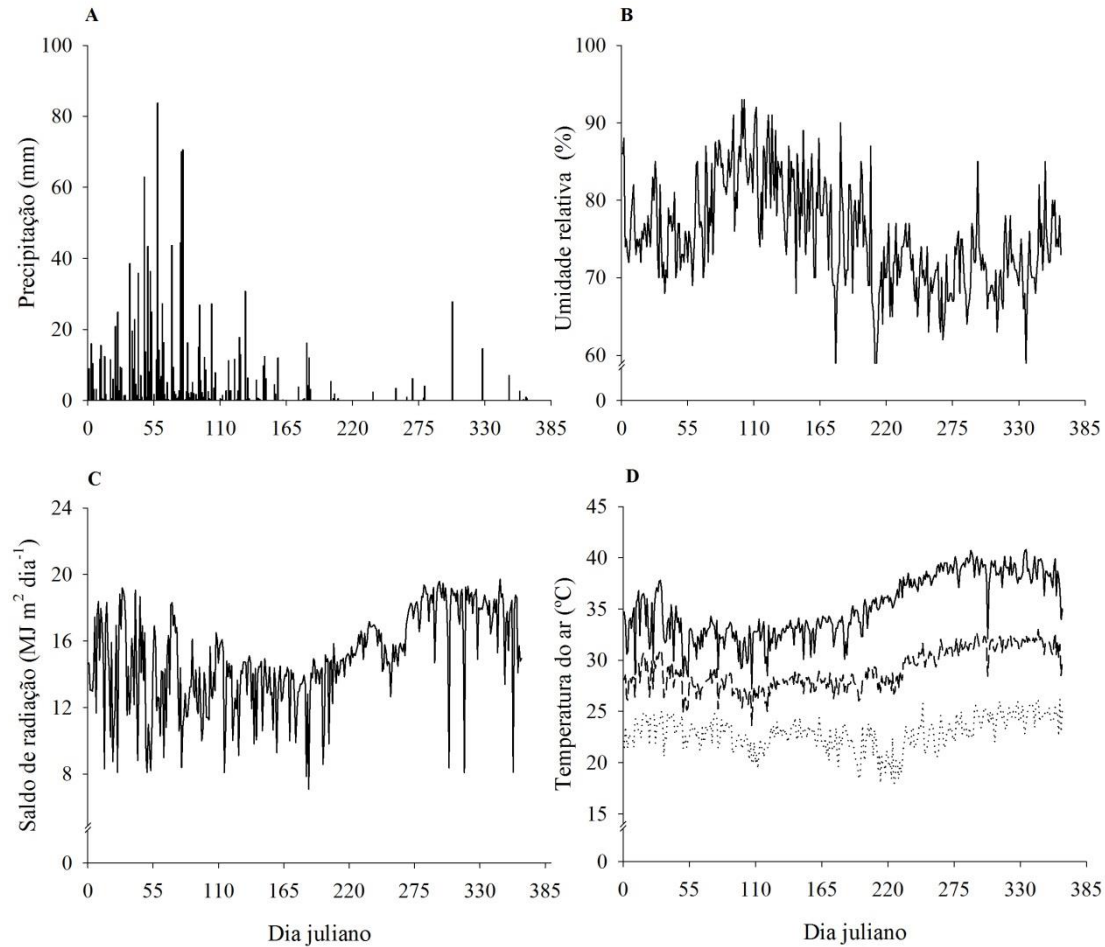 A
B
100
80
60
40
20
0
Precipitação (mm)
0 55 110 165 220 275 330 385
100
90
80
70
60
0
Umidade relativa (%)
0 55 110 165 220 275 330 385
C
D
24
20
16
12
8
0
Saldo de radiação (MJ m² dia⁻¹)
0 55 110 165 220 275 330 385
Dia juliano
45
40
35
30
25
20
15
0
Temperatura do ar (ºC)
0 55 110 165 220 275 330 385
Dia juliano